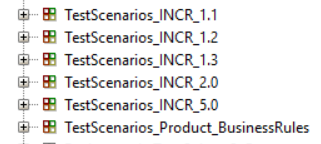 TestScenarios_INCR_1.1
TestScenarios_INCR_1.2
TestScenarios_INCR_1.3
TestScenarios_INCR_2.0
TestScenarios_INCR_5.0
TestScenarios_Product_BusinessRules